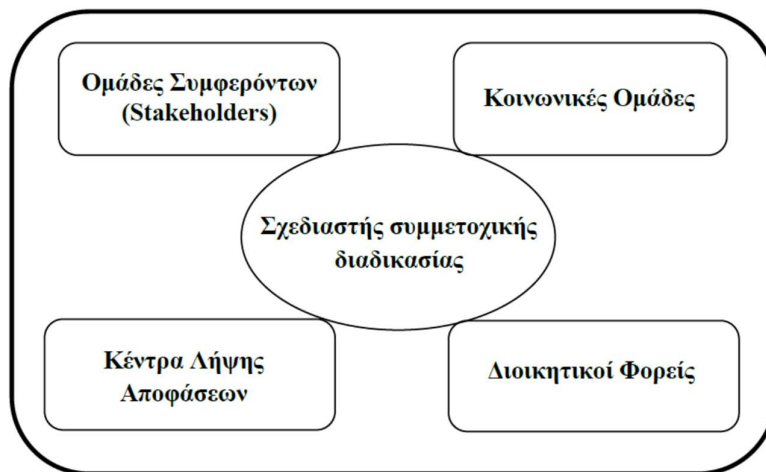 Ομάδες Συμφερόντων
(Stakeholders)
Κοινωνικές Ομάδες
Σχεδιαστής συμμετοχικής
διαδικασίας
Κέντρα Λήψης
Αποφάσεων
Διοικητικοί Φορείς